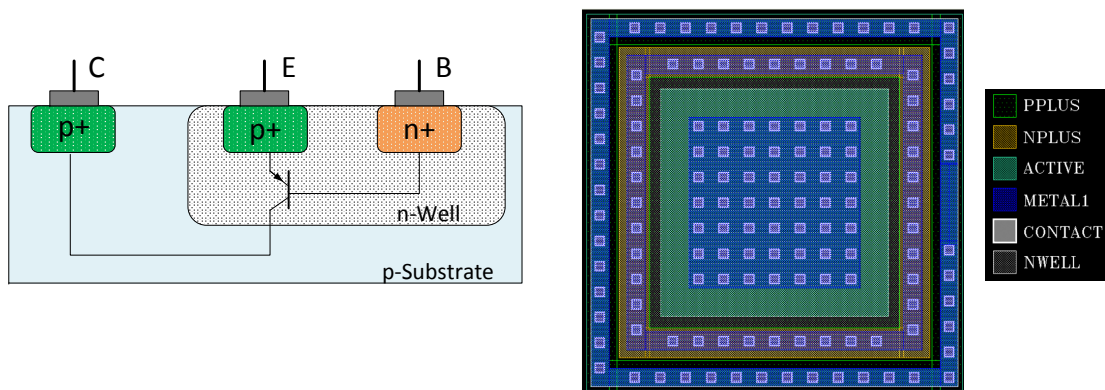 C
E
B
p+
p+
n+
n-Well
p-Substrate
PPLUS
NPLUS
ACTIVE
METAL1
CONTACT
NWELL